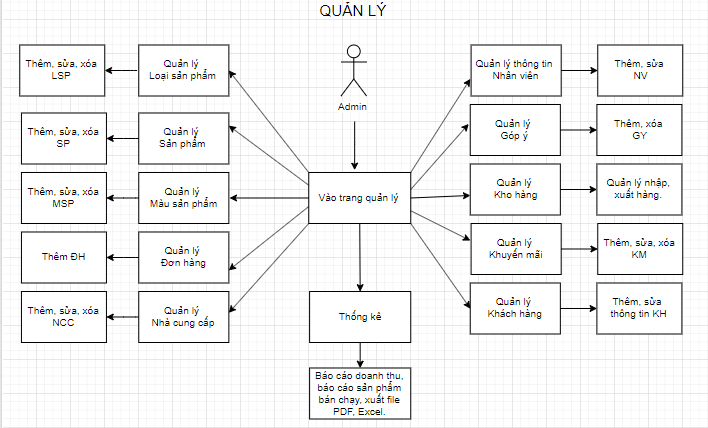 QUẢN LÝ
Admin
Vào trang quản lý
Quản lý
Loại sản phẩm
Thêm, sửa, xóa
LSP
Quản lý
Sản phẩm
Thêm, sửa, xóa
SP
Quản lý
Màu sản phẩm
Thêm, sửa, xóa
MSP
Quản lý
Đơn hàng
Thêm ĐH
Quản lý
Nhà cung cấp
Thêm, sửa, xóa
NCC
Quản lý thông tin
Nhân viên
Thêm, sửa
NV
Quản lý
Góp ý
Thêm, xóa
GY
Quản lý
Kho hàng
Quản lý nhập,
xuất hàng.
Quản lý
Khuyến mãi
Thêm, sửa, xóa
KM
Quản lý
Khách hàng
Thêm, sửa
thông tin KH
Thống kê
Báo cáo doanh thu,
báo cáo sản phẩm
bán chạy, xuất file
PDF, Excel.